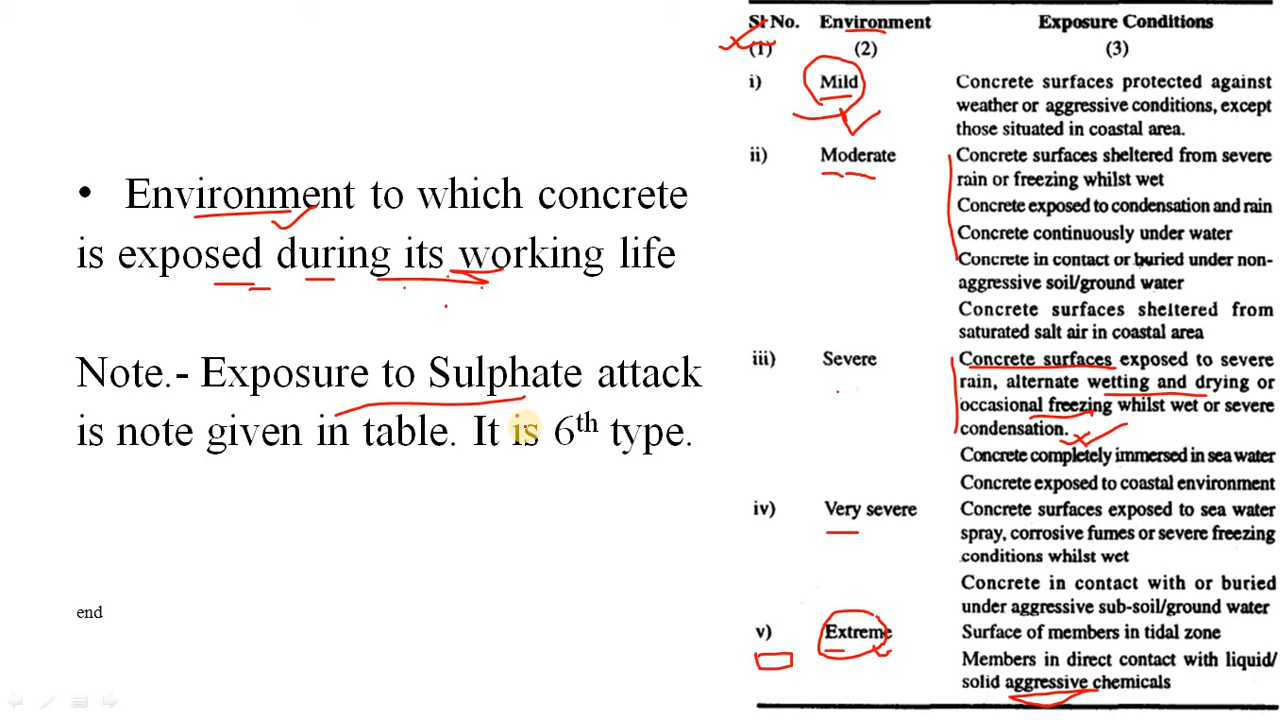 • Environment to which concrete
is exposed during its working life
Note.- Exposure to Sulphate attack
is note given in table. It is 6th type.
end
Sl No. Environment Exposure Conditions
(1) (2) (3)
i) Mild Concrete surfaces protected against
weather or aggressive conditions, except
those situated in coastal area.
ii) Moderate Concrete surfaces sheltered from severe
rain or freezing whilst wet
Concrete exposed to condensation and rain
Concrete continuously under water
Concrete in contact or buried under non-
aggressive soil/ground water
Concrete surfaces sheltered from
saturated salt air in coastal area
iii) Severe Concrete surfaces exposed to severe
rain, alternate wetting and drying or
occasional freezing whilst wet or severe
condensation.
Concrete completely immersed in sea water
Concrete exposed to coastal environment
iv) Very severe Concrete surfaces exposed to sea water
spray, corrosive fumes or severe freezing
conditions whilst wet
Concrete in contact with or buried
under aggressive sub-soil/ground water
v) Extreme Surface of members in tidal zone
Members in direct contact with liquid/
solid aggressive chemicals